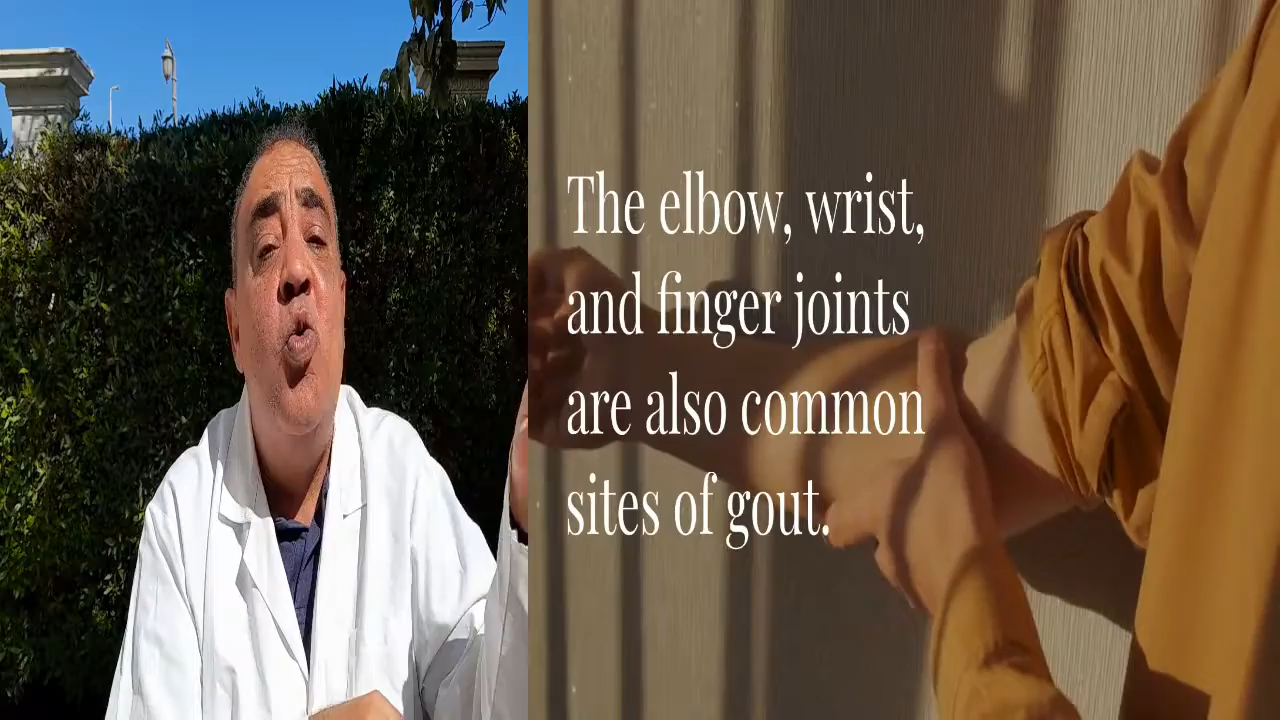 The elbow, wrist,
and finger joints
are also common
sites of gout.